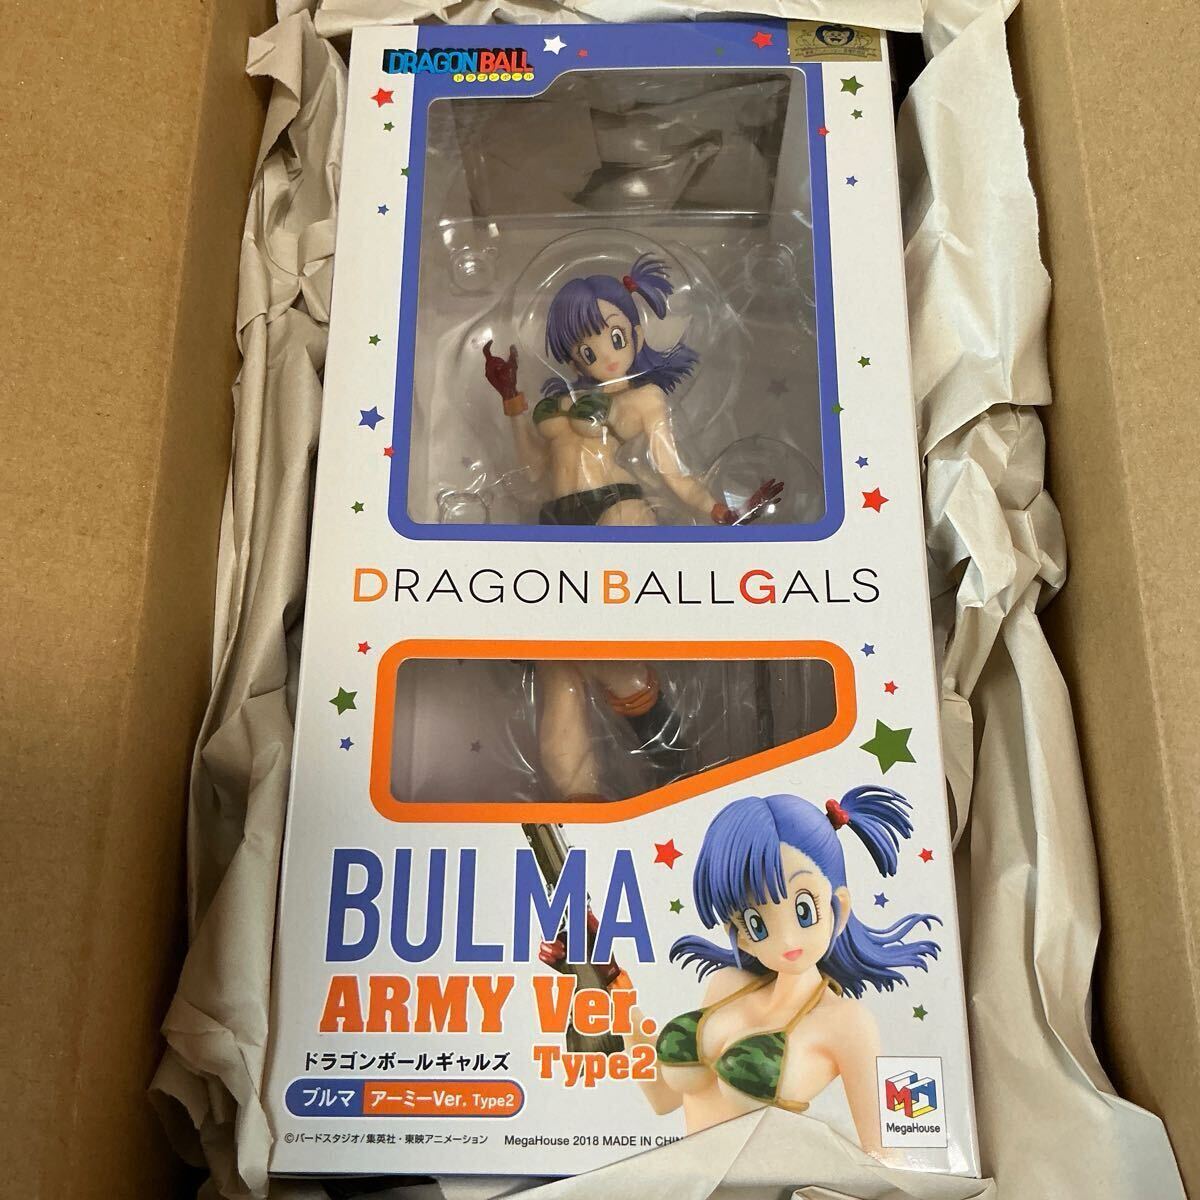 DRAGON BALL
ドラゴンボール
DRAGON BALL GALS
BULMA
ARMY Ver.
Type2
ドラゴンボールギャルズ
ブルマ アーミーVer. Type2
©バードスタジオ/集英社・東映アニメーション MegaHouse 2018 MADE IN
MegaHouse